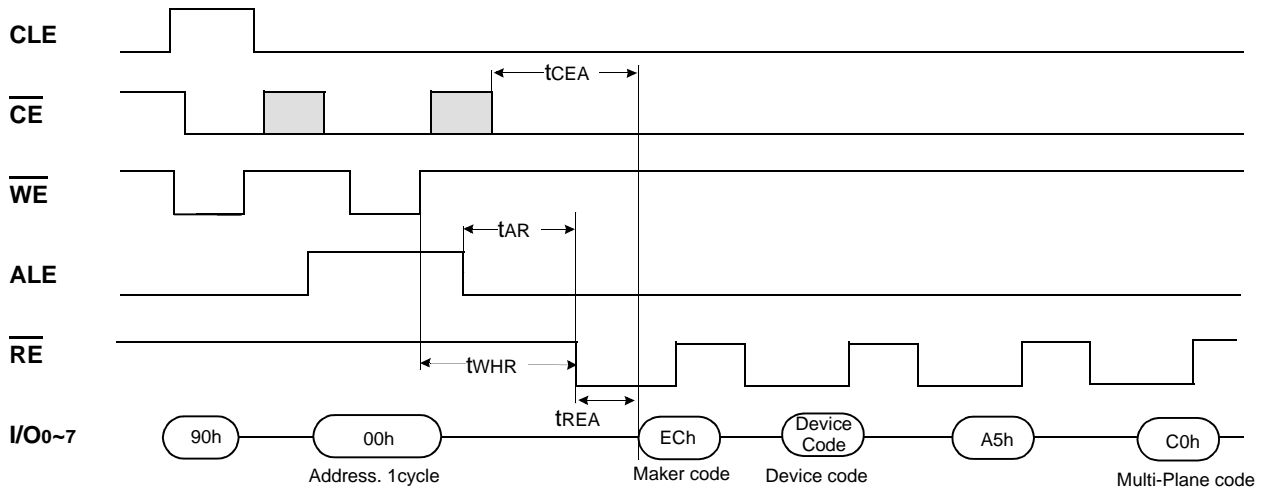 CLE
tCEA
CE
WE
tAR
ALE
RE
tWHR
tREA
I/O0~7
90h
00h
ECh
Device
Code
A5h
C0h
Address. 1cycle
Maker code
Device code
Multi-Plane code